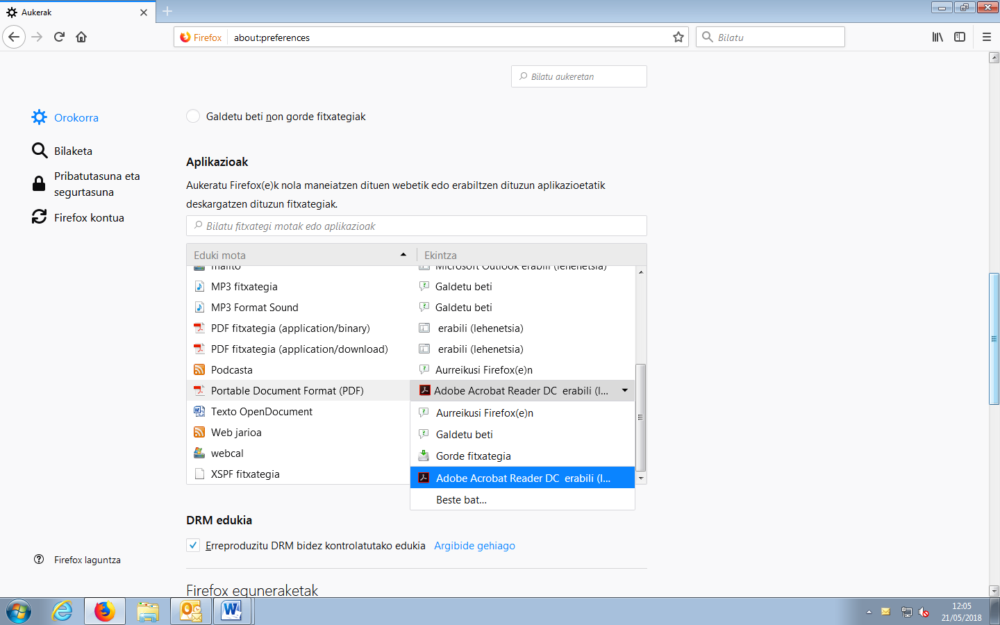 Aukerak
Firefox
about:preferences
Bilatu
Bilatu aukeretan
Orokorra
Bilaketa
Pribatutasuna eta
segurtasuna
Firefox kontua
Firefox laguntza
Galdetu beti non gorde fitxategiak
Aplikazioak
Aukeratu Firefox(e)k nola maneiatzen dituen webetik edo erabiltzen dituzun aplikazioetatik
deskargatzen dituzun fitxategiak.
Bilatu fitxategi motak edo aplikazioak
Eduki mota Ekintza
mailto Microsoft Outlook erabili (lehenetsia)
MP3 fitxategia Galdetu beti
MP3 Format Sound Galdetu beti
PDF fitxategia (application/binary) erabili (lehenetsia)
PDF fitxategia (application/download) erabili (lehenetsia)
Podcasta Aurreikusi Firefox(e)n
Portable Document Format (PDF) Adobe Acrobat Reader DC erabili (l...
Texto OpenDocument
Web jarioa
webcal
XSPF fitxategia
Aurreikusi Firefox(e)n
Galdetu beti
Gorde fitxategia
Adobe Acrobat Reader DC erabili (l...
Beste bat...
DRM edukia
Erreproduzitu DRM bidez kontrolatutako edukia Argibide gehiago
Firefox eguneraketak
12:05
21/05/2018